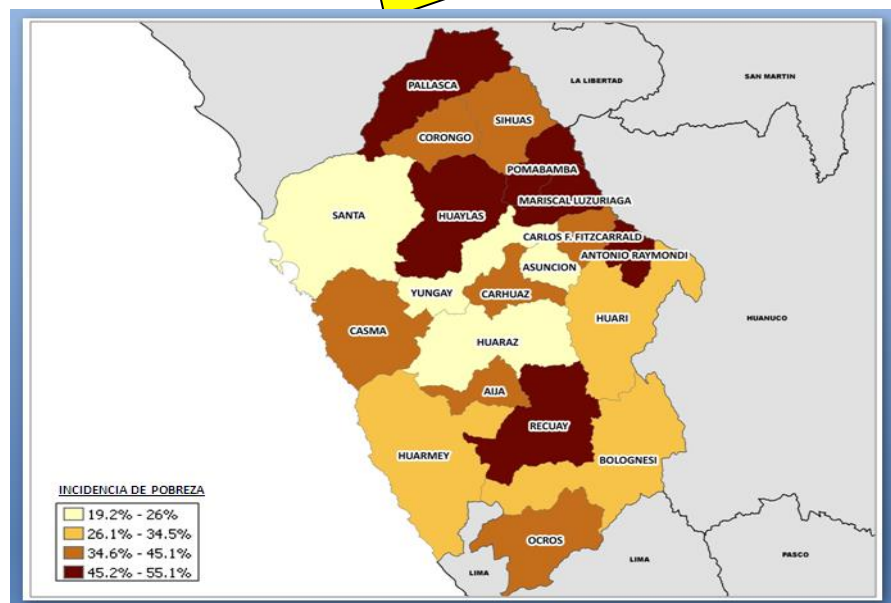 LA LIBERTAD
SAN MARTIN
PALLASCA
SIHUAS
CORONGO
POMABAMBA
MARISCAL LUZURIAGA
SANTA
HUAYLAS
CARLOS F. FITZCARRALD
ANTONIO RAYMONDI
ASUNCION
YUNGAY
CARHUAZ
HUARI
HUANUCO
CASMA
HUARAZ
AIJA
RECUAY
HUARMEY
BOLOGNESI
OCROS
LIMA
LIMA
PASCO
INCIDENCIA DE POBREZA
19.2% - 26%
26.1% - 34.5%
34.6% - 45.1%
45.2% - 55.1%